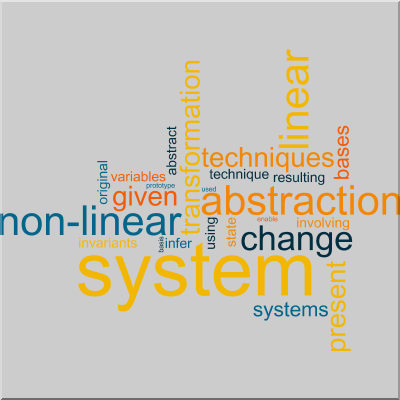 linear
transformation
abstract
bases
techniques
technique
resulting
original
variables
prototype
used
given
abstraction
non-linear
enable
involving
state
using
change
invariants
basis
infer
system
present
systems